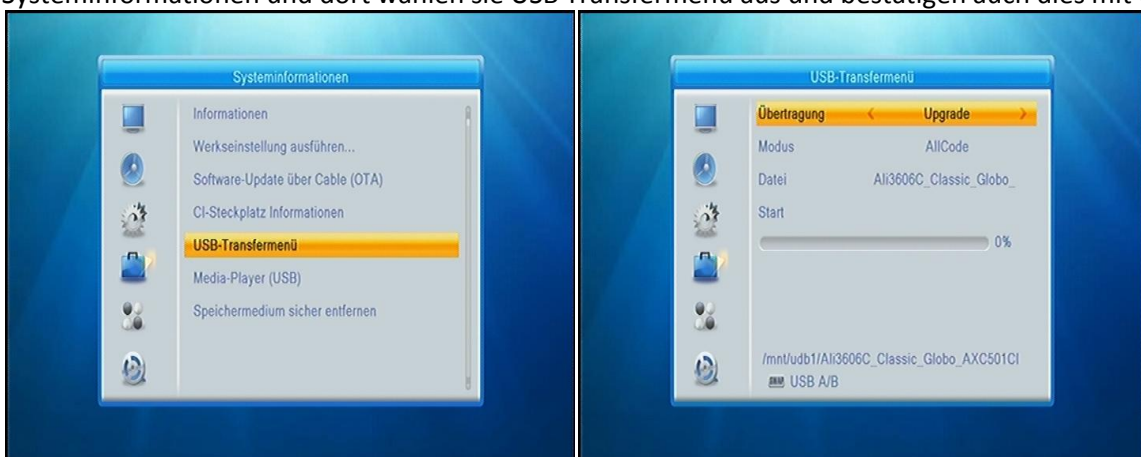 Systeminformationen und dort wählen sie USB Transfermenü aus und bestätigen auch dies mit
Systeminformationen
Informationen
Werkseinstellung ausführen...
Software-Update über Cable (OTA)
CI-Steckplatz Informationen
USB-Transfermenü
Media-Player (USB)
Speichermedium sicher entfernen
USB-Transfermenü
Übertragung Upgrade
Modus AllCode
Datei Ali3606C_Classic_Globo_
Start
0%
/mnt/udb1/Ali3606C_Classic_Globo_AXC501CI
USB A/B